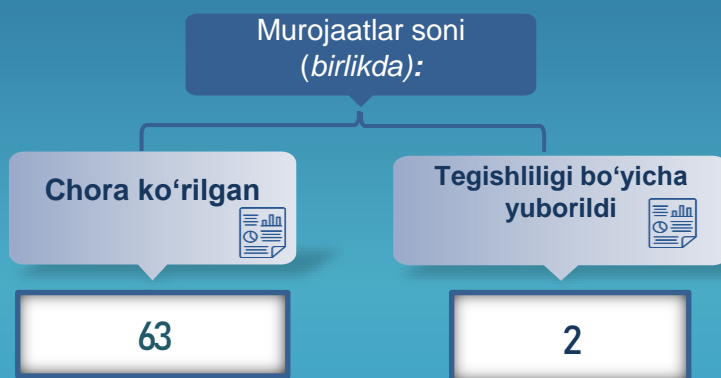 Murojaatlar soni
(birlikda):
Chora ko‘rilgan
Tegishliligi bo‘yicha
yuborildi
63
2